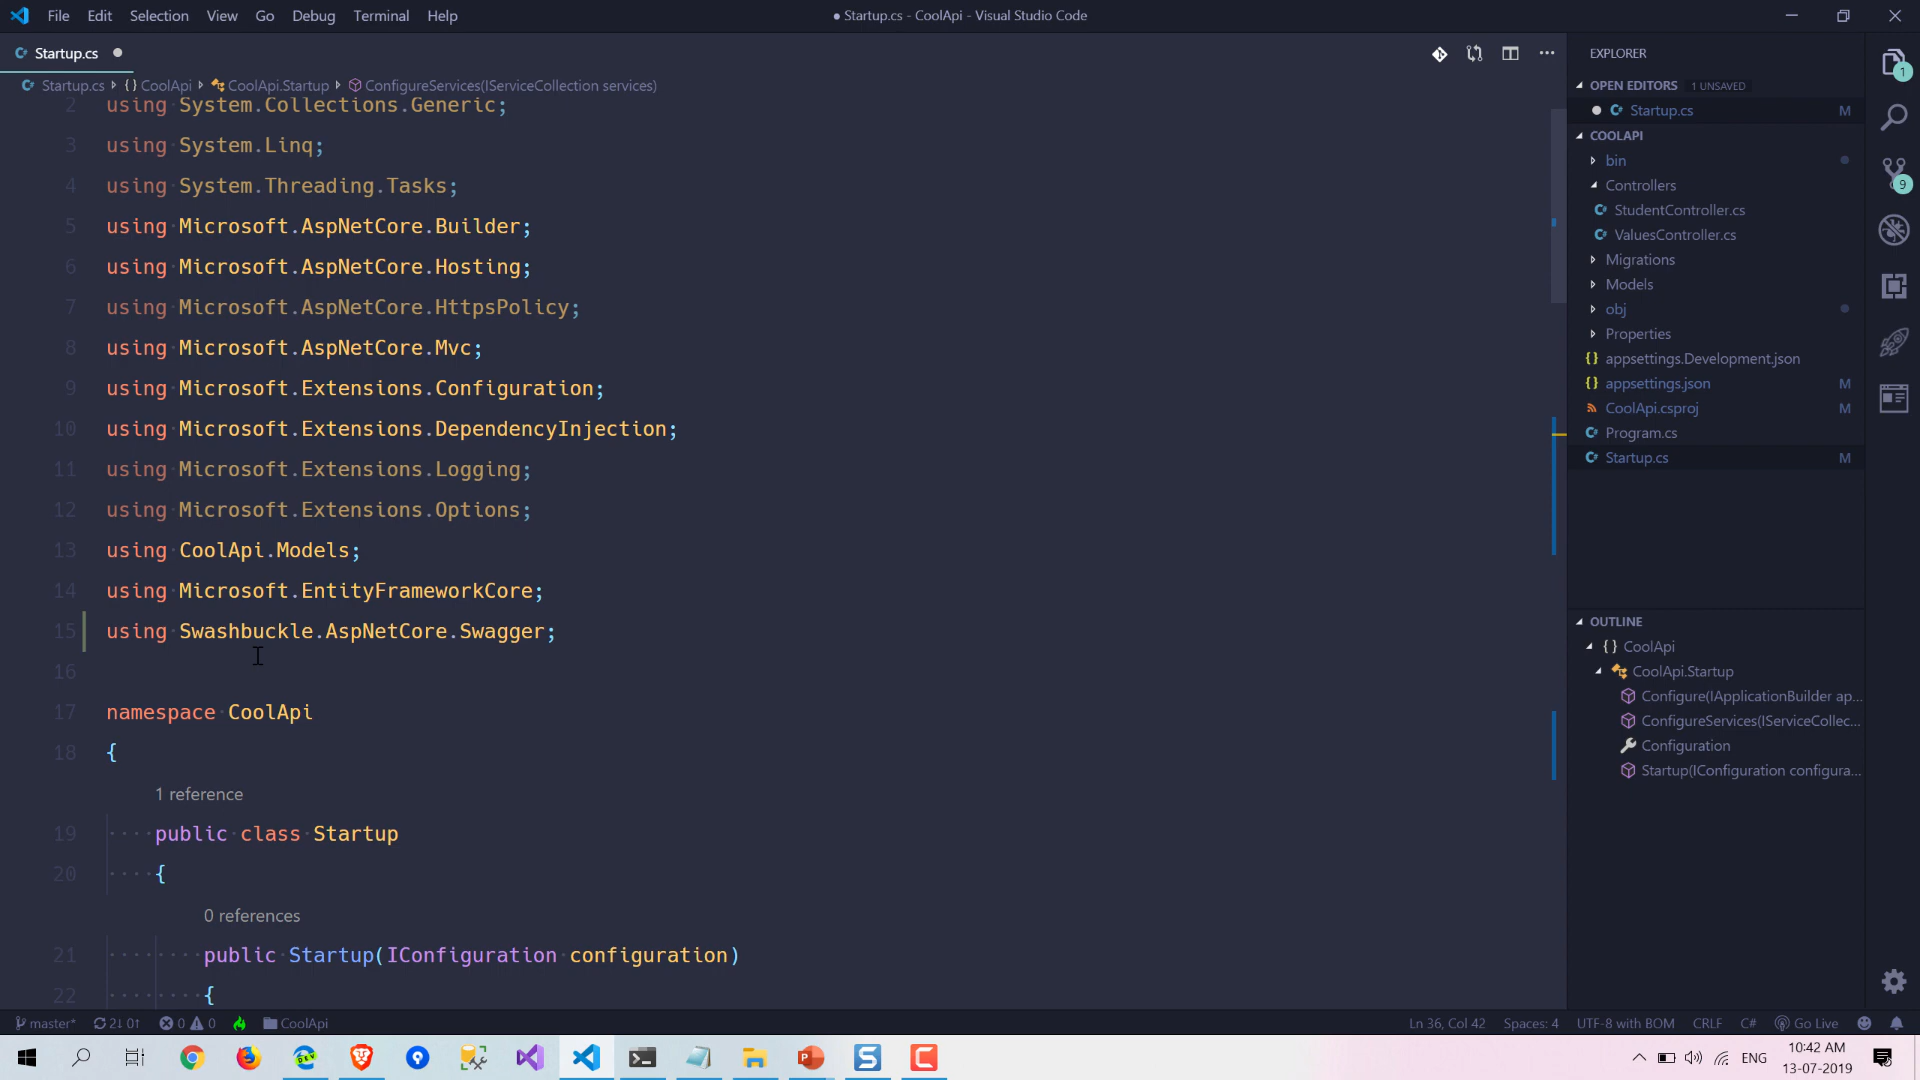 File Edit Selection View Go Debug Terminal Help
● Startup.cs - CoolApi - Visual Studio Code
Startup.cs
Startup.cs > {} CoolApi > CoolApi.Startup > ConfigureServices(IServiceCollection services)
2 using System.Collections.Generic;
3 using System.Linq;
4 using System.Threading.Tasks;
5 using Microsoft.AspNetCore.Builder;
6 using Microsoft.AspNetCore.Hosting;
7 using Microsoft.AspNetCore.HttpsPolicy;
8 using Microsoft.AspNetCore.Mvc;
9 using Microsoft.Extensions.Configuration;
10 using Microsoft.Extensions.DependencyInjection;
11 using Microsoft.Extensions.Logging;
12 using Microsoft.Extensions.Options;
13 using CoolApi.Models;
14 using Microsoft.EntityFrameworkCore;
15 using Swashbuckle.AspNetCore.Swagger;
16
17 namespace CoolApi
18 {
1 reference
19 public class Startup
20 {
0 references
21 public Startup(IConfiguration configuration)
22 {
EXPLORER
OPEN EDITORS 1 UNSAVED
Startup.cs M
COOLAPI
bin
Controllers
StudentController.cs
ValuesController.cs
Migrations
Models
obj
Properties
{} appsettings.Development.json
{} appsettings.json M
CoolApi.csproj M
Program.cs
Startup.cs M
OUTLINE
{} CoolApi
CoolApi.Startup
Configure(IApplicationBuilder ap...
ConfigureServices(IServiceCollec...
Configuration
Startup(IConfiguration configura...
1
9
master* 2↓ 0↑ 0 0 CoolApi
Ln 36, Col 42 Spaces: 4 UTF-8 with BOM CRLF C# Go Live
DEV
S
C
ENG
10:42 AM
13-07-2019